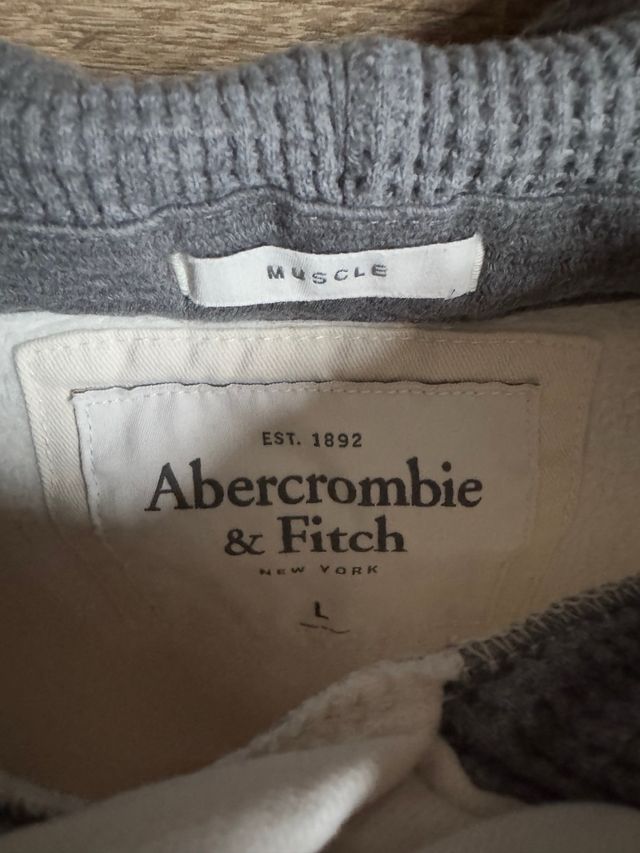 MUSCLE
EST. 1892
Abercrombie
& Fitch
NEW YORK
L